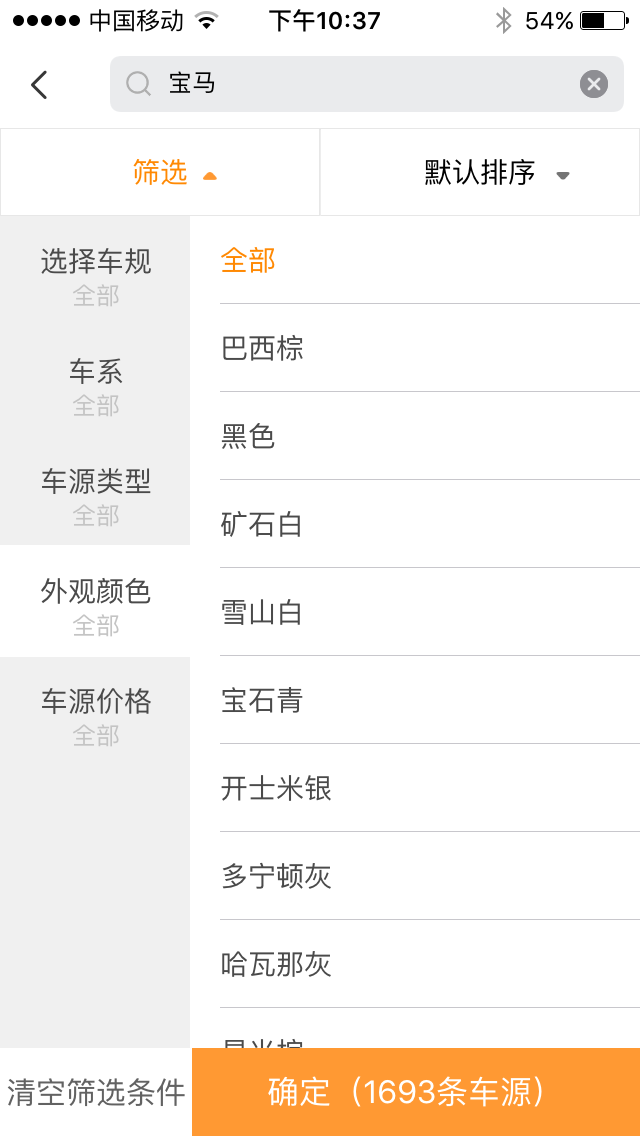 中国移动 下午10:37 54%
宝马
筛选 默认排序
选择车规
全部
车系
全部
车源类型
全部
外观颜色
全部
车源价格
全部
全部
巴西棕
黑色
矿石白
雪山白
宝石青
开士米银
多宁顿灰
哈瓦那灰
清空筛选条件 确定（1693条车源）